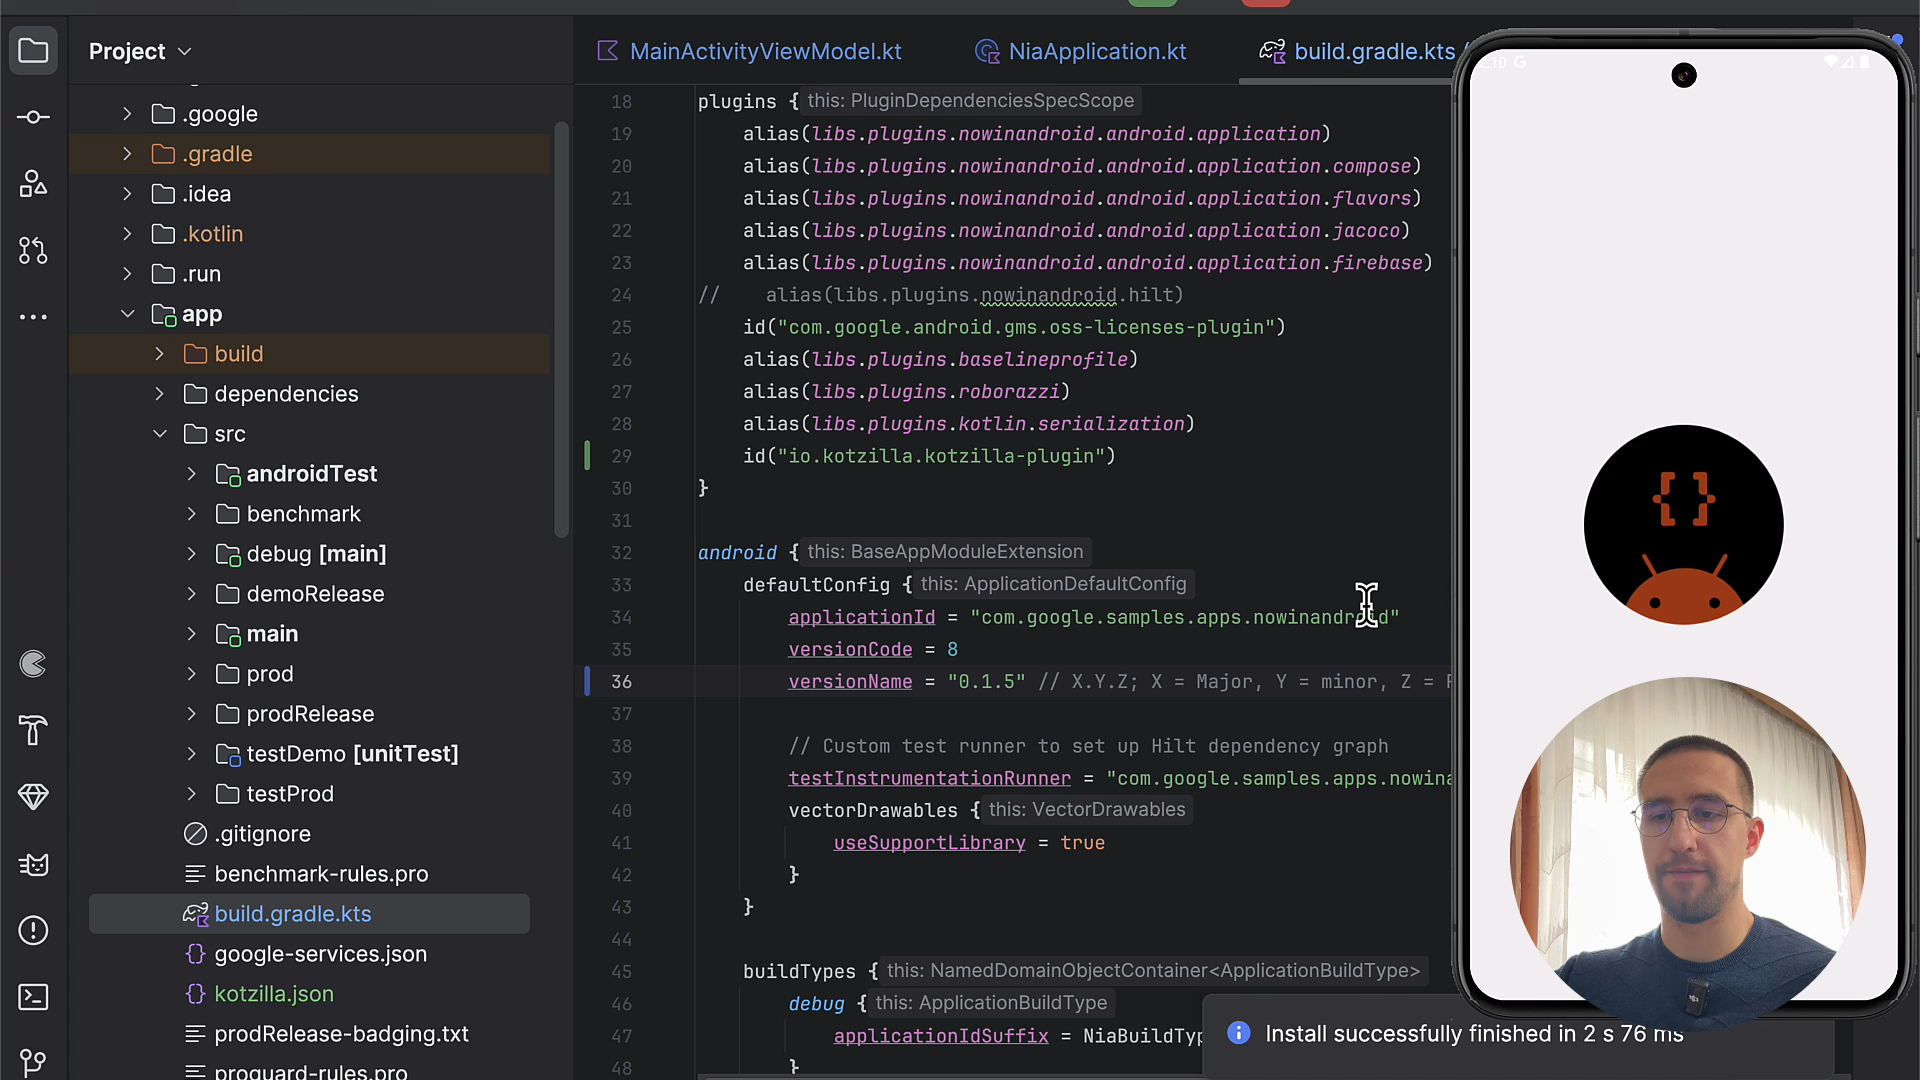 Project
.google
.gradle
.idea
.kotlin
.run
app
build
dependencies
src
androidTest
benchmark
debug [main]
demoRelease
main
prod
prodRelease
testDemo [unitTest]
testProd
.gitignore
benchmark-rules.pro
build.gradle.kts
google-services.json
kotzilla.json
prodRelease-badging.txt
proguard-rules.pro
MainActivityViewModel.kt
NiaApplication.kt
build.gradle.kts
18 plugins { this: PluginDependenciesSpecScope
19 alias(libs.plugins.nowinandroid.android.application)
20 alias(libs.plugins.nowinandroid.android.application.compose)
21 alias(libs.plugins.nowinandroid.android.application.flavors)
22 alias(libs.plugins.nowinandroid.android.application.jacoco)
23 alias(libs.plugins.nowinandroid.android.application.firebase)
24 // alias(libs.plugins.nowinandroid.hilt)
25 id("com.google.android.gms.oss-licenses-plugin")
26 alias(libs.plugins.baselineprofile)
27 alias(libs.plugins.roborazzi)
28 alias(libs.plugins.kotlin.serialization)
29 id("io.kotzilla.kotzilla-plugin")
30 }
31
32 android { this: BaseAppModuleExtension
33 defaultConfig { this: ApplicationDefaultConfig
34 applicationId = "com.google.samples.apps.nowinandroid"
35 versionCode = 8
36 versionName = "0.1.5" // X.Y.Z; X = Major, Y = minor, Z =
37
38 // Custom test runner to set up Hilt dependency graph
39 testInstrumentationRunner = "com.google.samples.apps.nowina
40 vectorDrawables { this: VectorDrawables
41 useSupportLibrary = true
42 }
43 }
44
45 buildTypes { this: NamedDomainObjectContainer<ApplicationBuildType>
46 debug { this: ApplicationBuildType
47 applicationIdSuffix = NiaBuildTy
48 }
{}
Install successfully finished in 2 s 76 ms